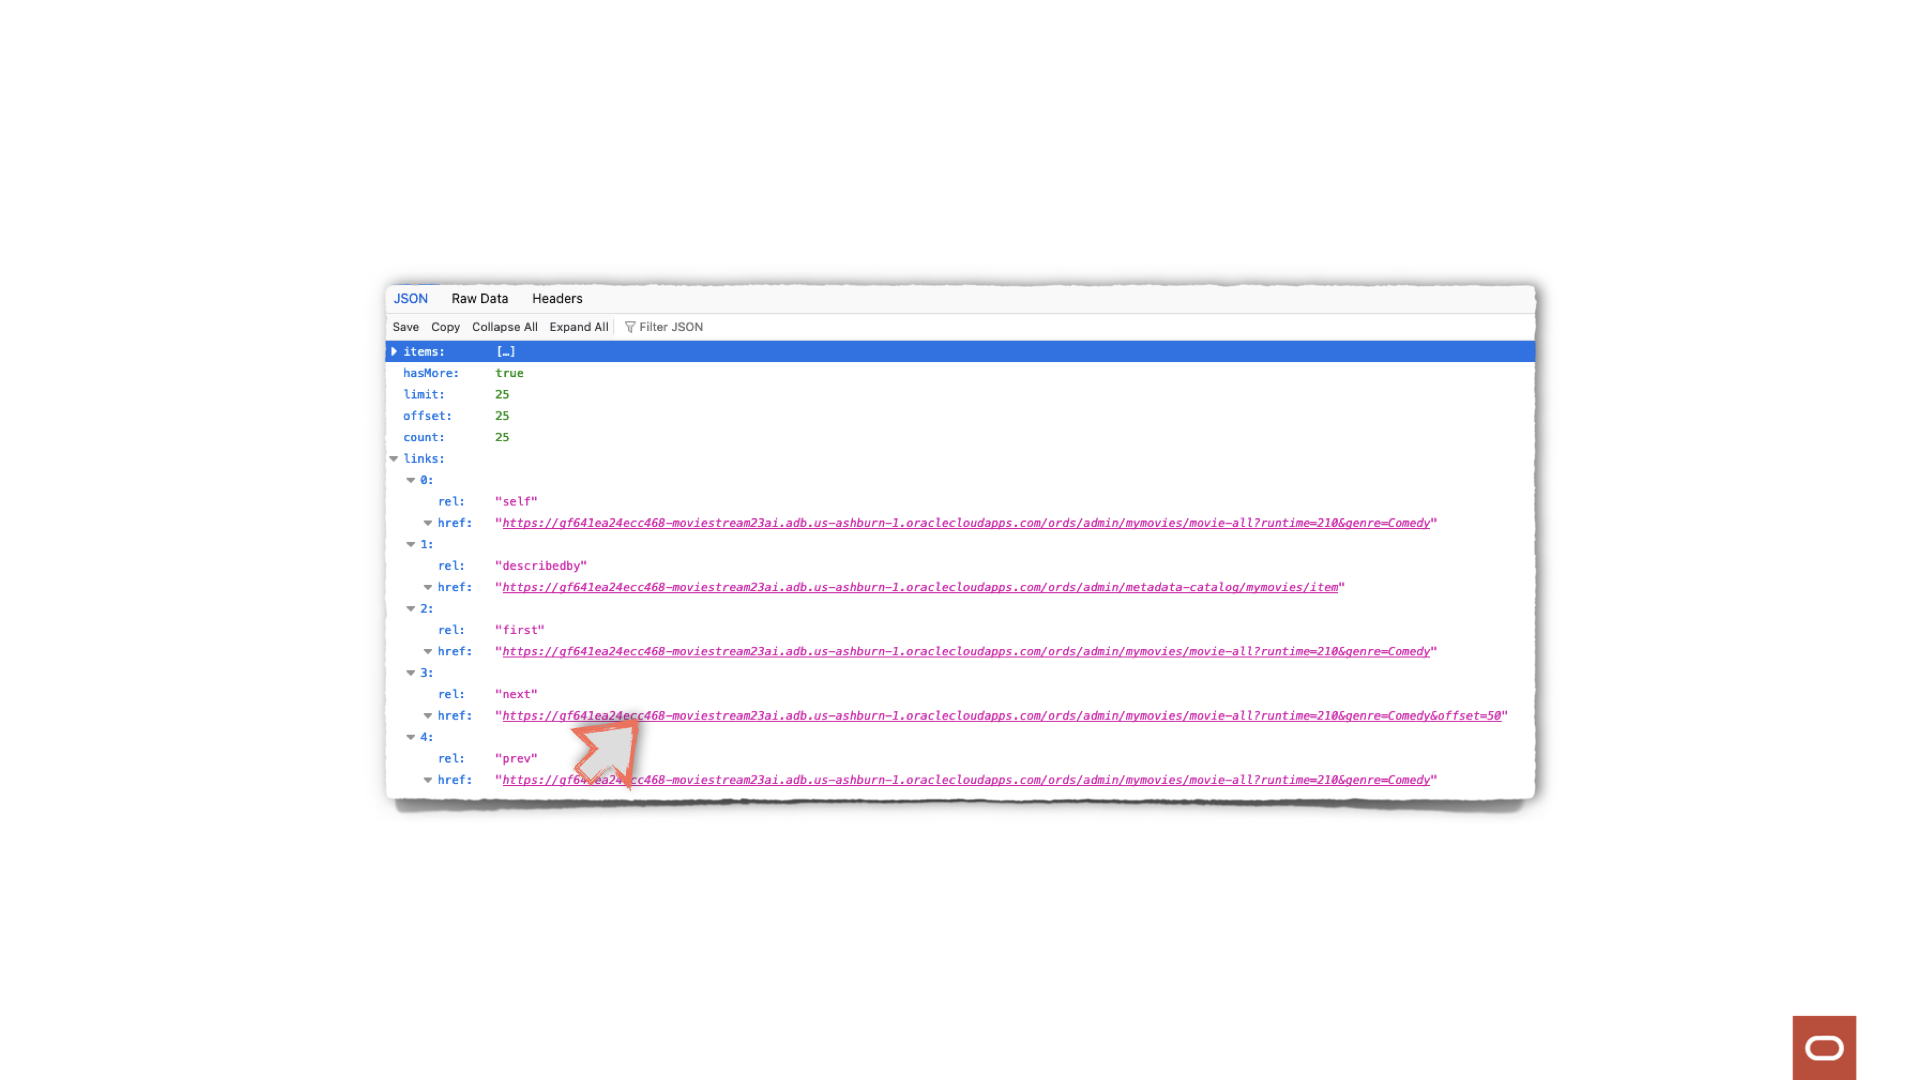 JSON Raw Data Headers
Save Copy Collapse All Expand All Filter JSON
items: […]
hasMore: true
limit: 25
offset: 25
count: 25
links:
0:
rel: "self"
href: "https://gf641ea24ecc468-moviestream23ai.adb.us-ashburn-1.oraclecloudapps.com/ords/admin/mymovies/movie-all?runtime=210&genre=Comedy"
1:
rel: "describedby"
href: "https://gf641ea24ecc468-moviestream23ai.adb.us-ashburn-1.oraclecloudapps.com/ords/admin/metadata-catalog/mymovies/item"
2:
rel: "first"
href: "https://gf641ea24ecc468-moviestream23ai.adb.us-ashburn-1.oraclecloudapps.com/ords/admin/mymovies/movie-all?runtime=210&genre=Comedy"
3:
rel: "next"
href: "https://gf641ea24ecc468-moviestream23ai.adb.us-ashburn-1.oraclecloudapps.com/ords/admin/mymovies/movie-all?runtime=210&genre=Comedy&offset=50"
4:
rel: "prev"
href: "https://gf641ea24ecc468-moviestream23ai.adb.us-ashburn-1.oraclecloudapps.com/ords/admin/mymovies/movie-all?runtime=210&genre=Comedy"